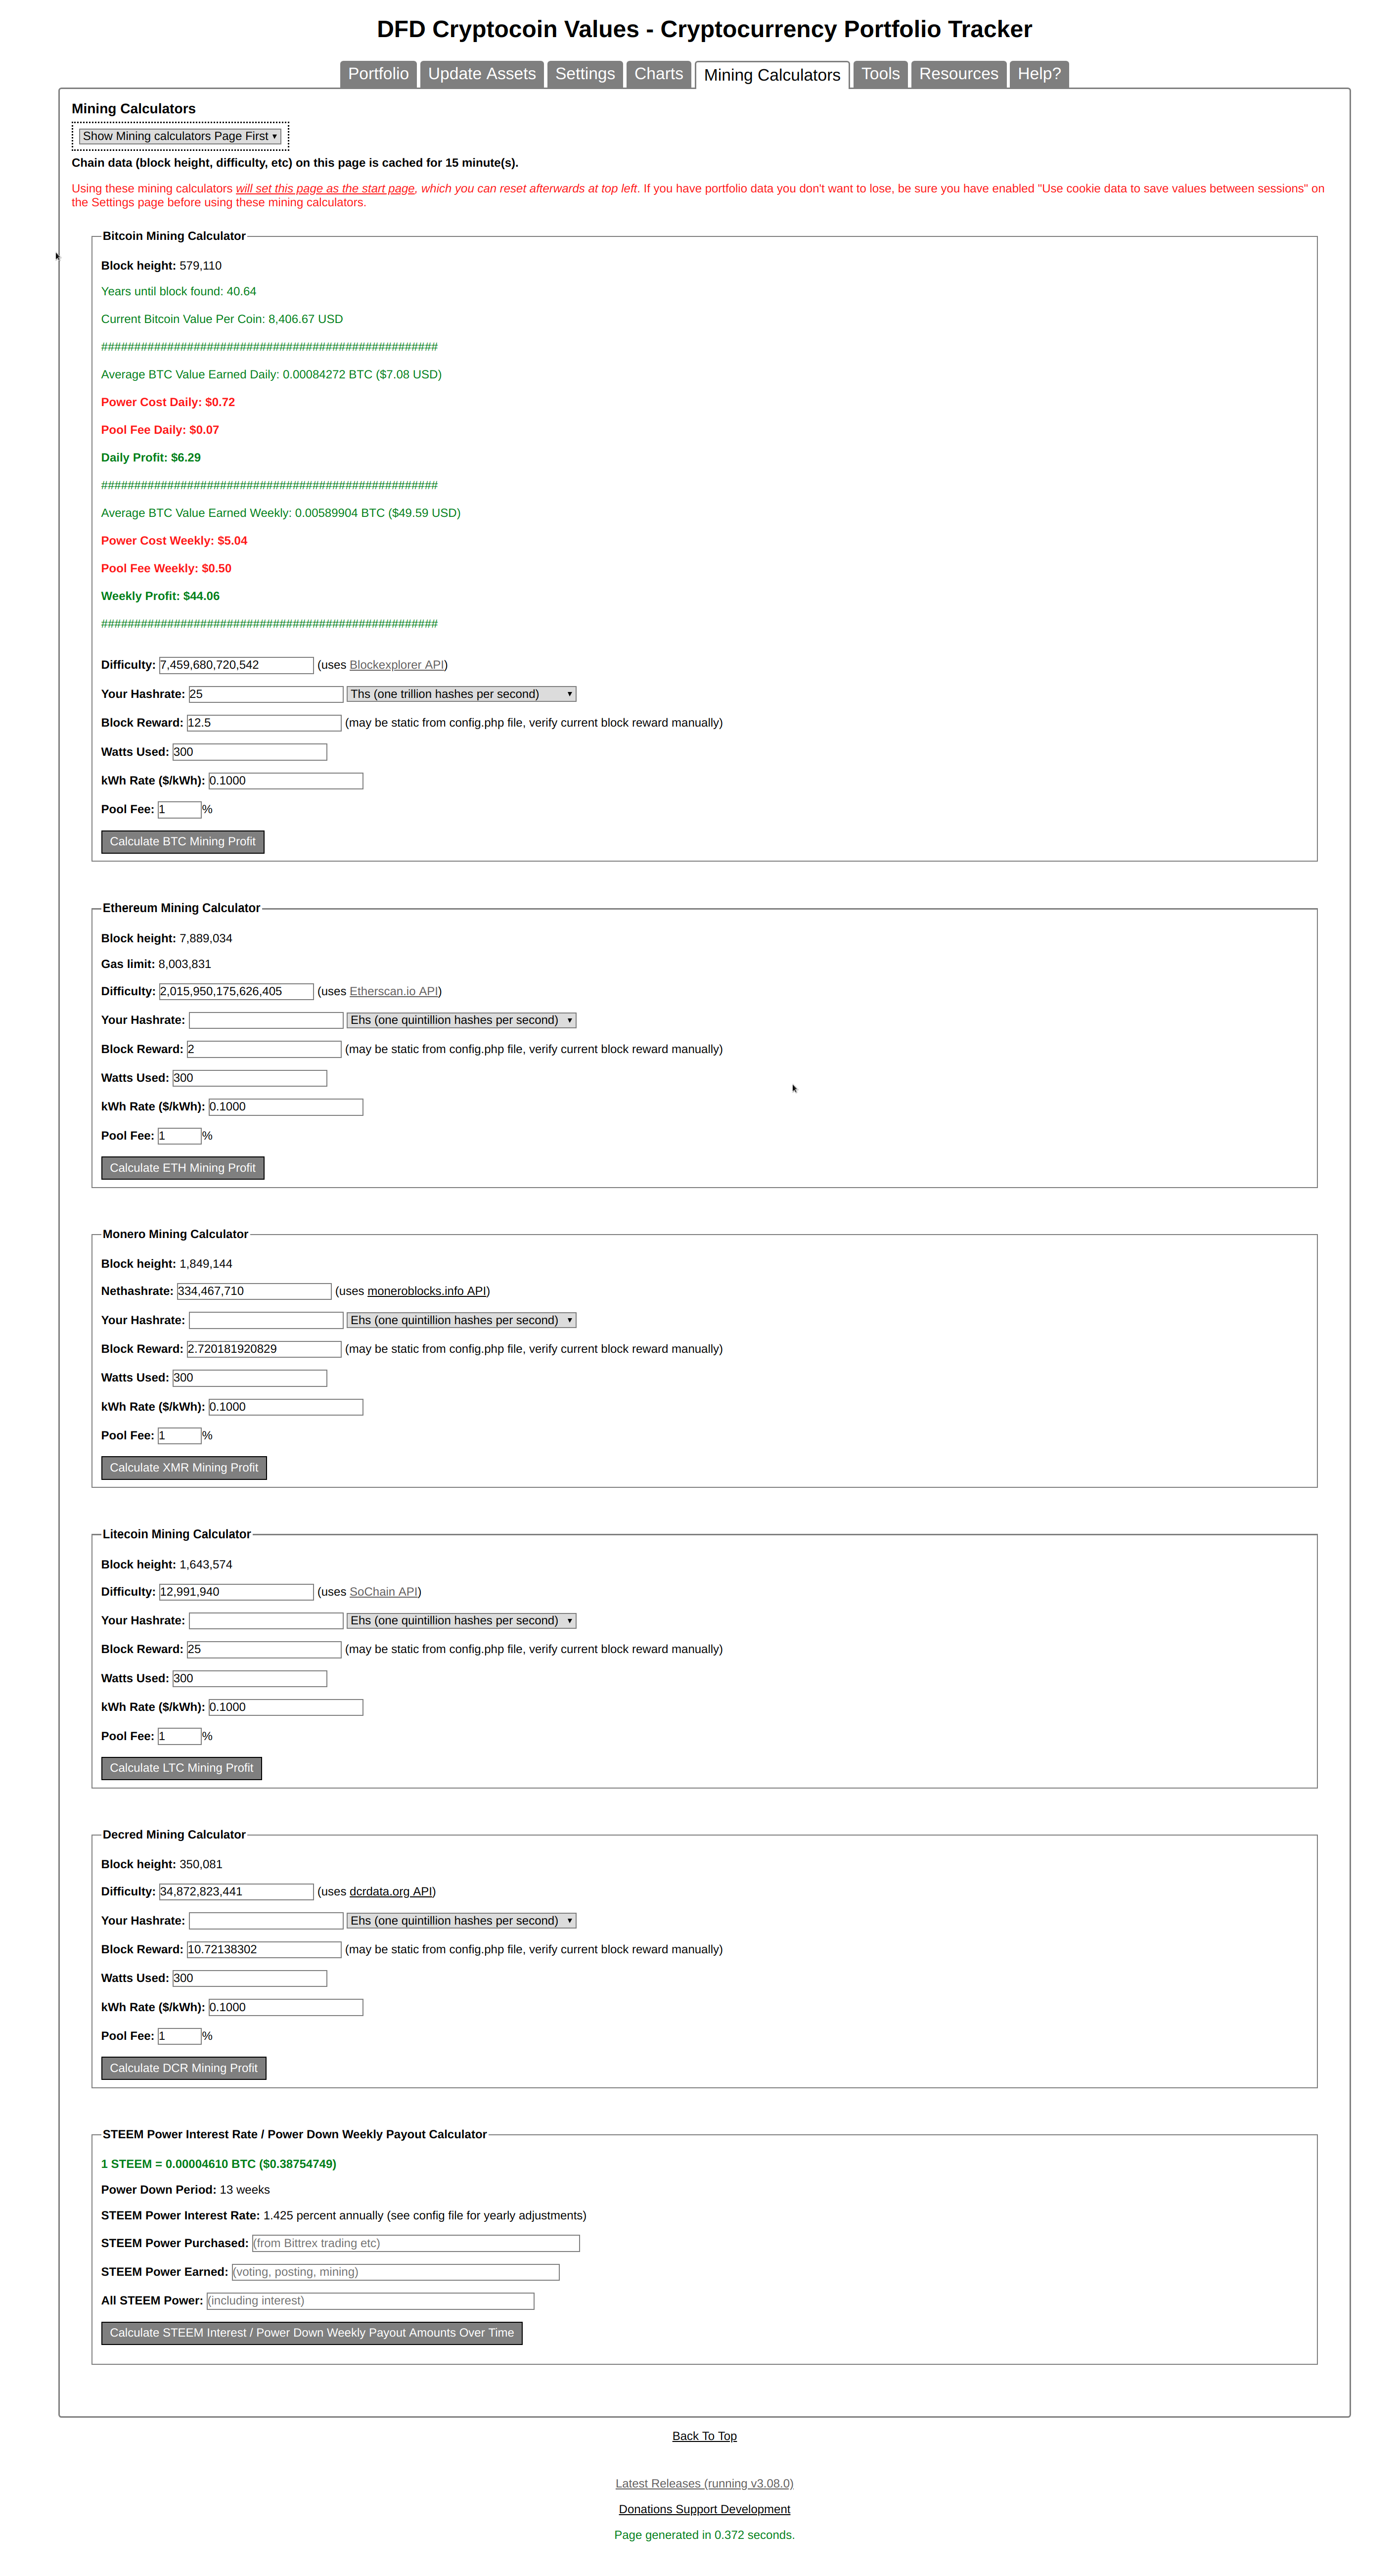 DFD Cryptocoin Values - Cryptocurrency Portfolio Tracker
Portfolio Update Assets Settings Charts Mining Calculators Tools Resources Help?
Mining Calculators
Show Mining calculators Page First
Chain data (block height, difficulty, etc) on this page is cached for 15 minute(s).
Using these mining calculators will set this page as the start page, which you can reset afterwards at top left. If you have portfolio data you don't want to lose, be sure you have enabled "Use cookie data to save values between sessions" on
the Settings page before using these mining calculators.
Bitcoin Mining Calculator
Block height: 579,110
Years until block found: 40.64
Current Bitcoin Value Per Coin: 8,406.67 USD
###################################################
Average BTC Value Earned Daily: 0.00084272 BTC ($7.08 USD)
Power Cost Daily: $0.72
Pool Fee Daily: $0.07
Daily Profit: $6.29
###################################################
Average BTC Value Earned Weekly: 0.00589904 BTC ($49.59 USD)
Power Cost Weekly: $5.04
Pool Fee Weekly: $0.50
Weekly Profit: $44.06
###################################################
Difficulty: 7,459,680,720,542 (uses Blockexplorer API)
Your Hashrate: 25 Ths (one trillion hashes per second)
Block Reward: 12.5 (may be static from config.php file, verify current block reward manually)
Watts Used: 300
kWh Rate ($/kWh): 0.1000
Pool Fee: 1 %
Calculate BTC Mining Profit
Ethereum Mining Calculator
Block height: 7,889,034
Gas limit: 8,003,831
Difficulty: 2,015,950,175,626,405 (uses Etherscan.io API)
Your Hashrate: Ehs (one quintillion hashes per second)
Block Reward: 2 (may be static from config.php file, verify current block reward manually)
Watts Used: 300
kWh Rate ($/kWh): 0.1000
Pool Fee: 1 %
Calculate ETH Mining Profit
Monero Mining Calculator
Block height: 1,849,144
Nethashrate: 334,467,710 (uses moneroblocks.info API)
Your Hashrate: Ehs (one quintillion hashes per second)
Block Reward: 2.720181920829 (may be static from config.php file, verify current block reward manually)
Watts Used: 300
kWh Rate ($/kWh): 0.1000
Pool Fee: 1 %
Calculate XMR Mining Profit
Litecoin Mining Calculator
Block height: 1,643,574
Difficulty: 12,991,940 (uses SoChain API)
Your Hashrate: Ehs (one quintillion hashes per second)
Block Reward: 25 (may be static from config.php file, verify current block reward manually)
Watts Used: 300
kWh Rate ($/kWh): 0.1000
Pool Fee: 1 %
Calculate LTC Mining Profit
Decred Mining Calculator
Block height: 350,081
Difficulty: 34,872,823,441 (uses dcrdata.org API)
Your Hashrate: Ehs (one quintillion hashes per second)
Block Reward: 10.72138302 (may be static from config.php file, verify current block reward manually)
Watts Used: 300
kWh Rate ($/kWh): 0.1000
Pool Fee: 1 %
Calculate DCR Mining Profit
STEEM Power Interest Rate / Power Down Weekly Payout Calculator
1 STEEM = 0.00004610 BTC ($0.38754749)
Power Down Period: 13 weeks
STEEM Power Interest Rate: 1.425 percent annually (see config file for yearly adjustments)
STEEM Power Purchased: (from Bittrex trading etc)
STEEM Power Earned: (voting, posting, mining)
All STEEM Power: (including interest)
Calculate STEEM Interest / Power Down Weekly Payout Amounts Over Time
Back To Top
Latest Releases (running v3.08.0)
Donations Support Development
Page generated in 0.372 seconds.